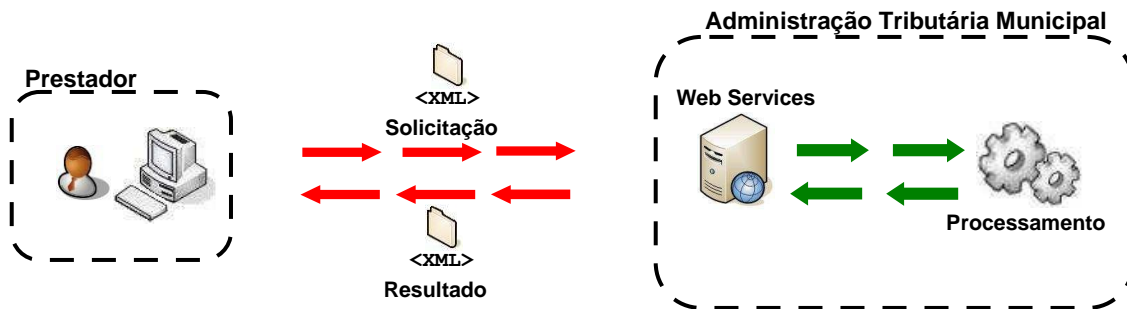 Administração Tributária Municipal
Prestador
<XML>
Solicitação
Web Services
Processamento
<XML>
Resultado